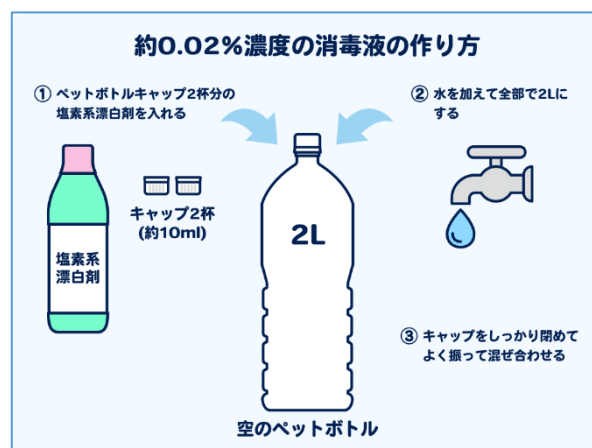 約0.02%濃度の消毒液の作り方
① ペットボトルキャップ2杯分の
塩素系漂白剤を入れる
② 水を加えて全部で2Lに
する
キャップ2杯
(約10ml)
塩素系
漂白剤
2L
③ キャップをしっかり閉めて
よく振って混ぜ合わせる
空のペットボトル